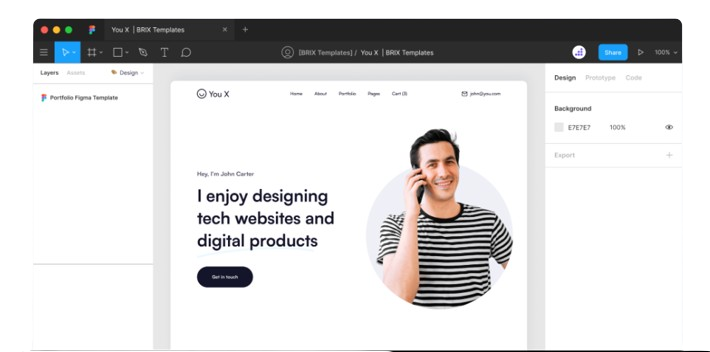 You X | BRIX Templates
[BRIX Templates] / You X | BRIX Templates
Share
100%
Layers
Assets
Design
Portfolio Figma Template
You X
Home
About
Portfolio
Pages
Cart (3)
john@you.com
Hey, I'm John Carter
I enjoy designing
tech websites and
digital products
Get in touch
Design
Prototype
Code
Background
E7E7E7
100%
Export